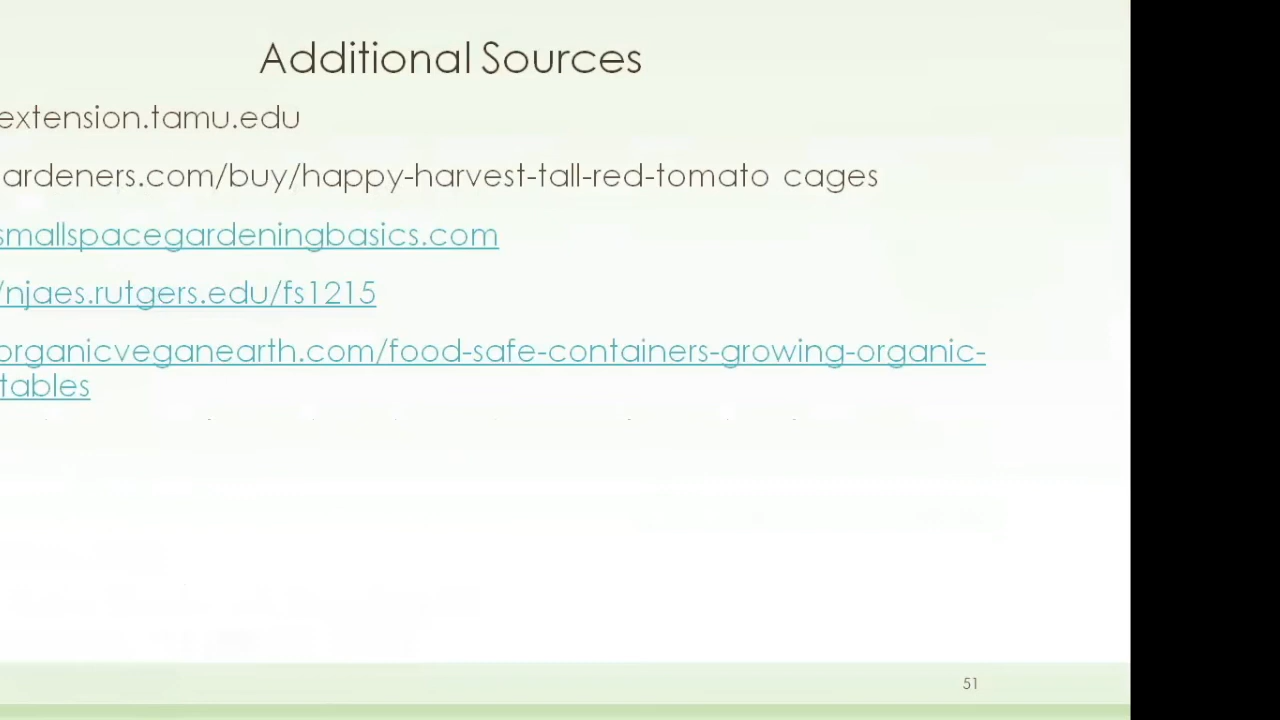 Additional Sources
extension.tamu.edu
ardeners.com/buy/happy-harvest-tall-red-tomato cages
smallspacegardeningbasics.com
/njaes.rutgers.edu/fs1215
organicveganearth.com/food-safe-containers-growing-organic-
tables
51